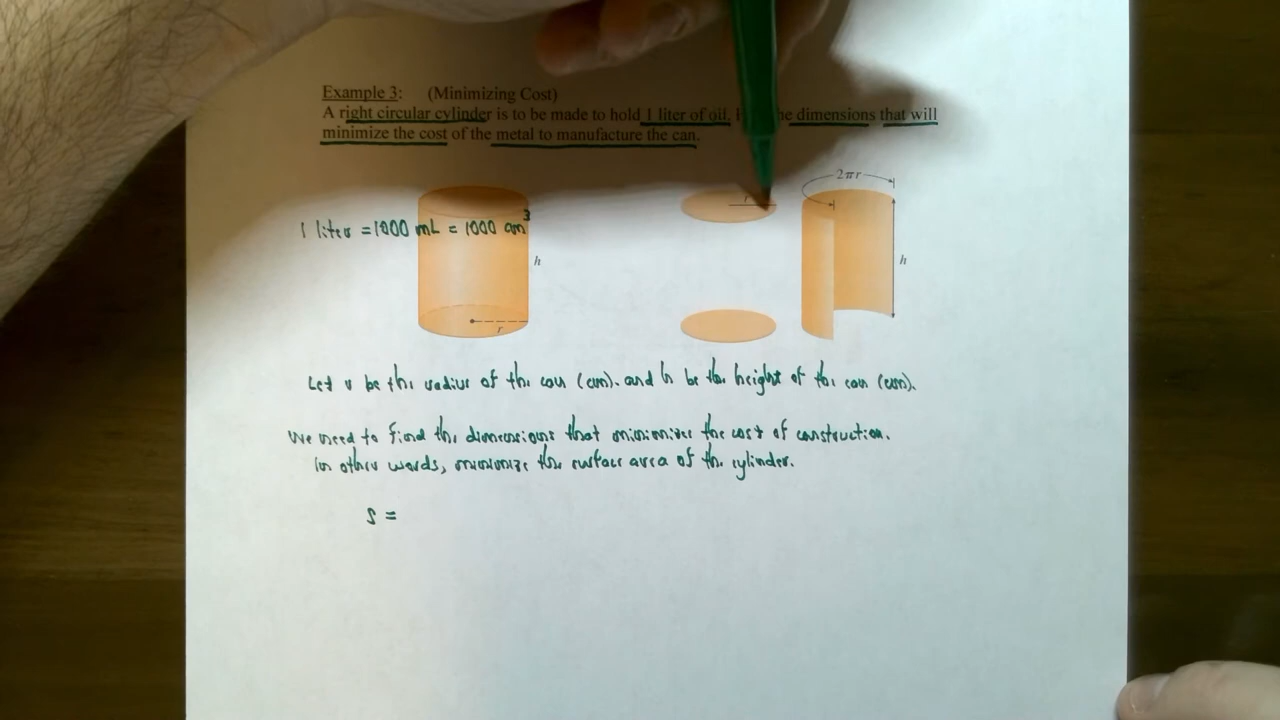 Example 3: (Minimizing Cost)
A right circular cylinder is to be made to hold 1 liter of oil, he dimensions that will
minimize the cost of the metal to manufacture the can.
2πr
r
1 liter = 1000 mL = 1000 cm³
h
h
r
Let r be the radius of the can (cm). and h be the height of the can (cm).
We need to find the dimensions that minimizes the cost of construction.
In other words, minimize the surface area of the cylinder.
S =